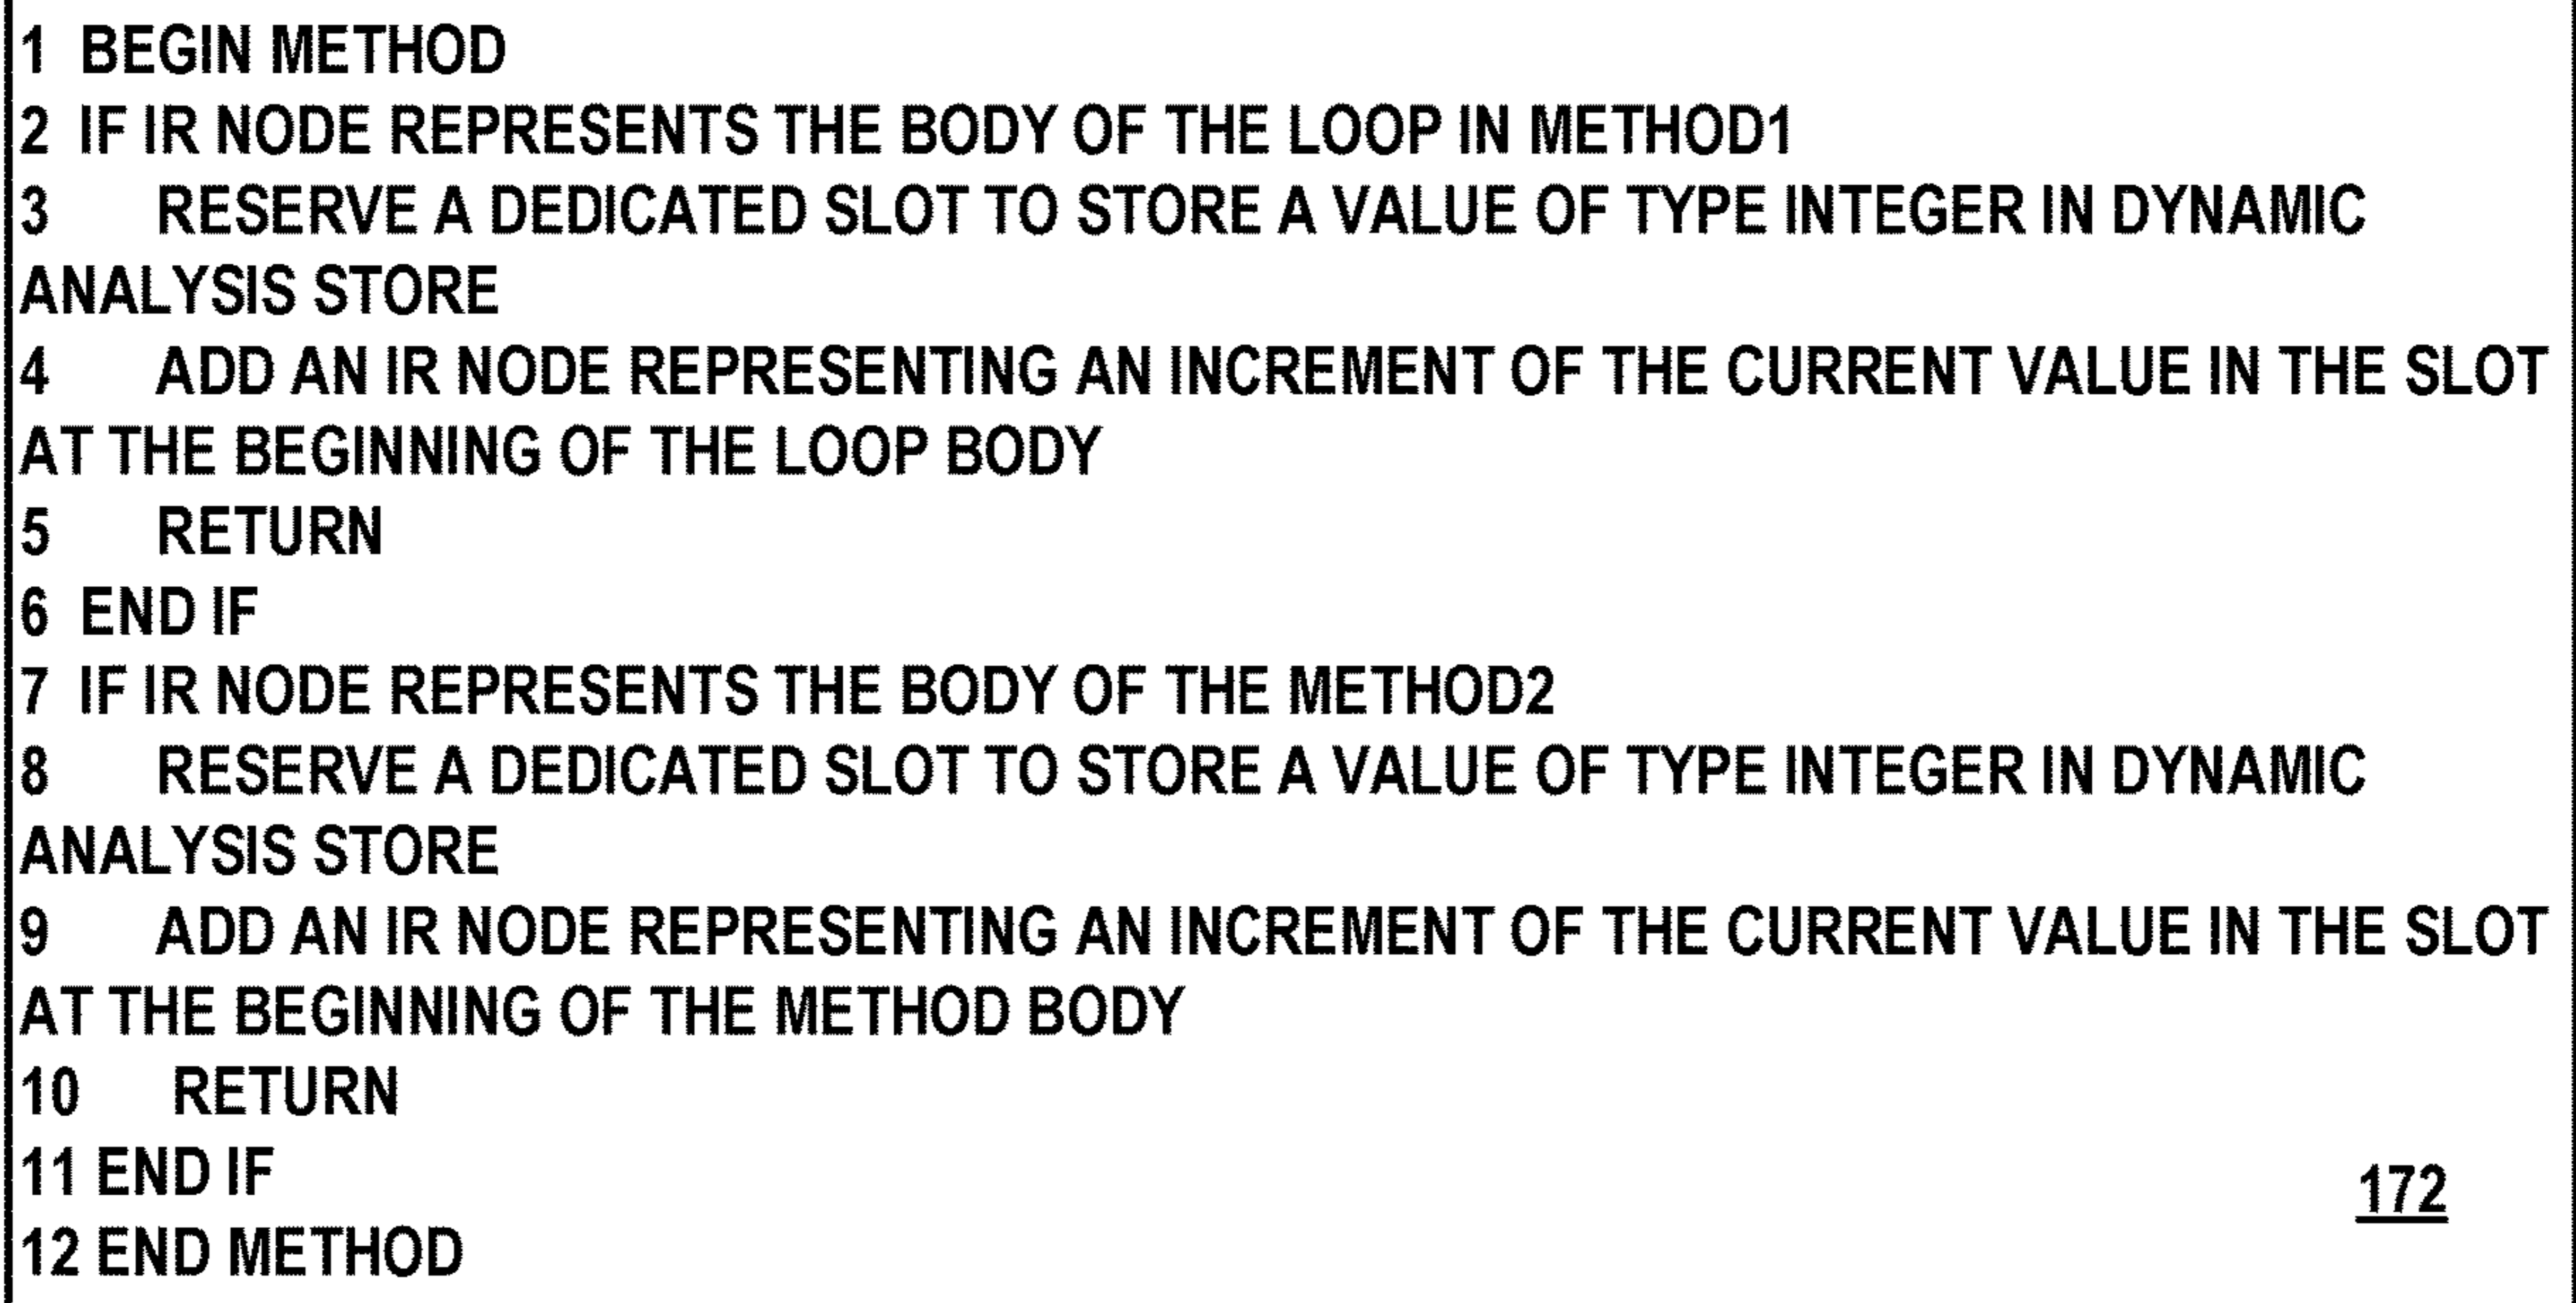 1 BEGIN METHOD
2 IF IR NODE REPRESENTS THE BODY OF THE LOOP IN METHOD1
3 RESERVE A DEDICATED SLOT TO STORE A VALUE OF TYPE INTEGER IN DYNAMIC
ANALYSIS STORE
4 ADD AN IR NODE REPRESENTING AN INCREMENT OF THE CURRENT VALUE IN THE SLOT
AT THE BEGINNING OF THE LOOP BODY
5 RETURN
6 END IF
7 IF IR NODE REPRESENTS THE BODY OF THE METHOD2
8 RESERVE A DEDICATED SLOT TO STORE A VALUE OF TYPE INTEGER IN DYNAMIC
ANALYSIS STORE
9 ADD AN IR NODE REPRESENTING AN INCREMENT OF THE CURRENT VALUE IN THE SLOT
AT THE BEGINNING OF THE METHOD BODY
10 RETURN
11 END IF
172
12 END METHOD